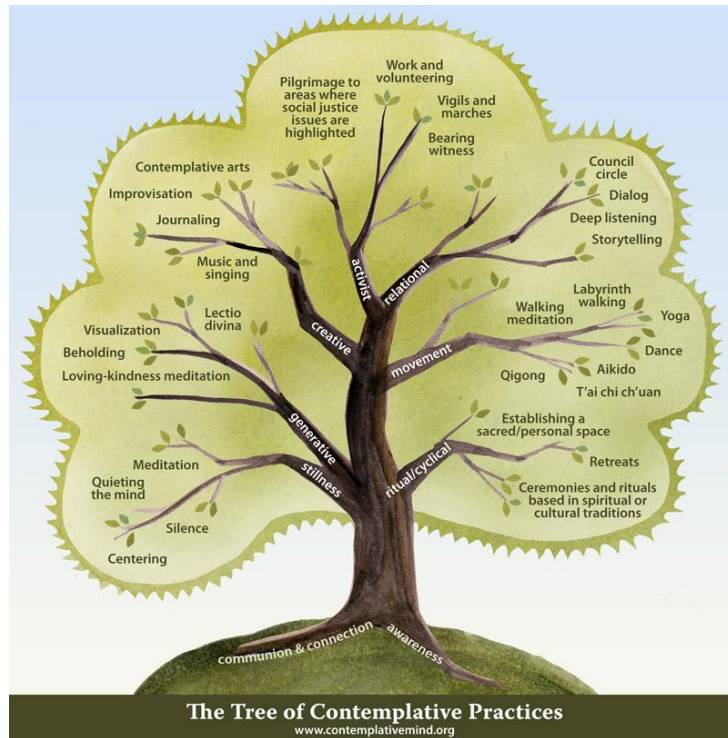 Work and
volunteering
Pilgrimage to
areas where
social justice
issues are
highlighted
Vigils and
marches
Bearing
witness
Contemplative arts
Improvisation
Journaling
Music and
singing
Council
circle
Dialog
Deep listening
Storytelling
activist
relational
creative
movement
Walking
meditation
Labyrinth
walking
Yoga
Dance
Aikido
Qigong
T'ai chi ch'uan
Lectio
divina
Visualization
Beholding
Loving-kindness meditation
generative
stillness
Meditation
Quieting
the mind
Silence
Centering
ritual/cyclical
Establishing a
sacred/personal space
Retreats
Ceremonies and rituals
based in spiritual or
cultural traditions
communion & connection
awareness
The Tree of Contemplative Practices
www.contemplativemind.org